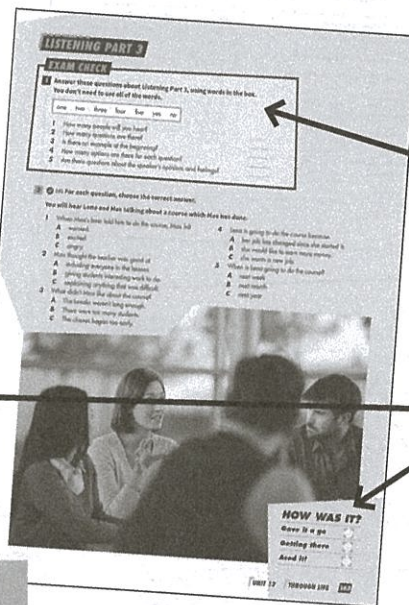 LISTENING PART 3
EXAM CHECK
1 Answer these questions about Listening Part 3, using words in the box.
You don't need to use all of the words.
one two three four five yes no
1 How many people will you hear?
2 How many questions are there?
3 Is there an example at the beginning?
4 How many options are there for each question?
5 Are there questions about the speaker's opinions and feelings?
2 For each question, choose the correct answer.
You will hear Lena and Max talking about a course which Max has done.
1 When Max's boss told him to do the course, Max felt
A worried.
B excited.
C angry.
2 Max thought the teacher was good at
A including everyone in the lesson.
B giving students interesting work to do.
C explaining anything that was difficult.
3 What didn't Max like about the course?
A The breaks weren't long enough.
B There were too many students.
C The classes began too early.
4 Lena is going to do the course because
A her job has changed since she started it.
B she would like to earn more money.
C she wants a new job.
5 When is Lena going to do the course?
A next week
B next month
C next year
HOW WAS IT?
Gave it a go
Getting there
Aced it!
UNIT 17 THROUGH LIFE